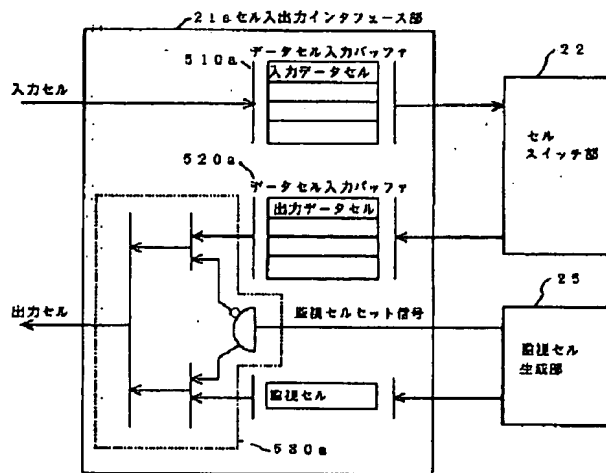 21aセル入出力インタフェース部
510a
データセル入力バッファ
入力データセル
入力セル
22
セル
スイッチ部
520a
データセル入力バッファ
出力データセル
出力セル
監視セルセット信号
25
監視セル
生成部
監視セル
530a